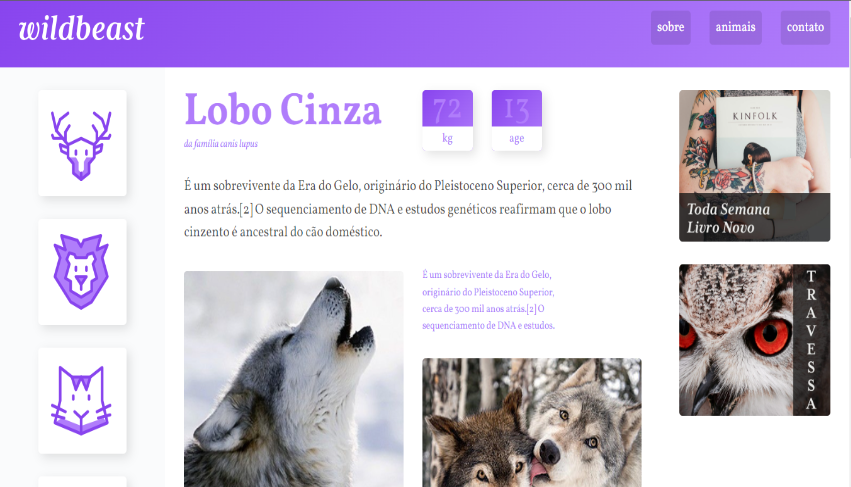 wildbeast
sobre
animais
contato
Lobo Cinza
da família canis lupus
72
kg
13
age
É um sobrevivente da Era do Gelo, originário do Pleistoceno Superior, cerca de 300 mil
anos atrás.[2]O sequenciamento de DNA e estudos genéticos reafirmam que o lobo
cinzento é ancestral do cão doméstico.
É um sobrevivente da Era do Gelo,
originário do Pleistoceno Superior,
cerca de 300 mil anos atrás.[2]O
sequenciamento de DNA e estudos.
KINFOLK
Toda Semana
Livro Novo
TRAVESSA